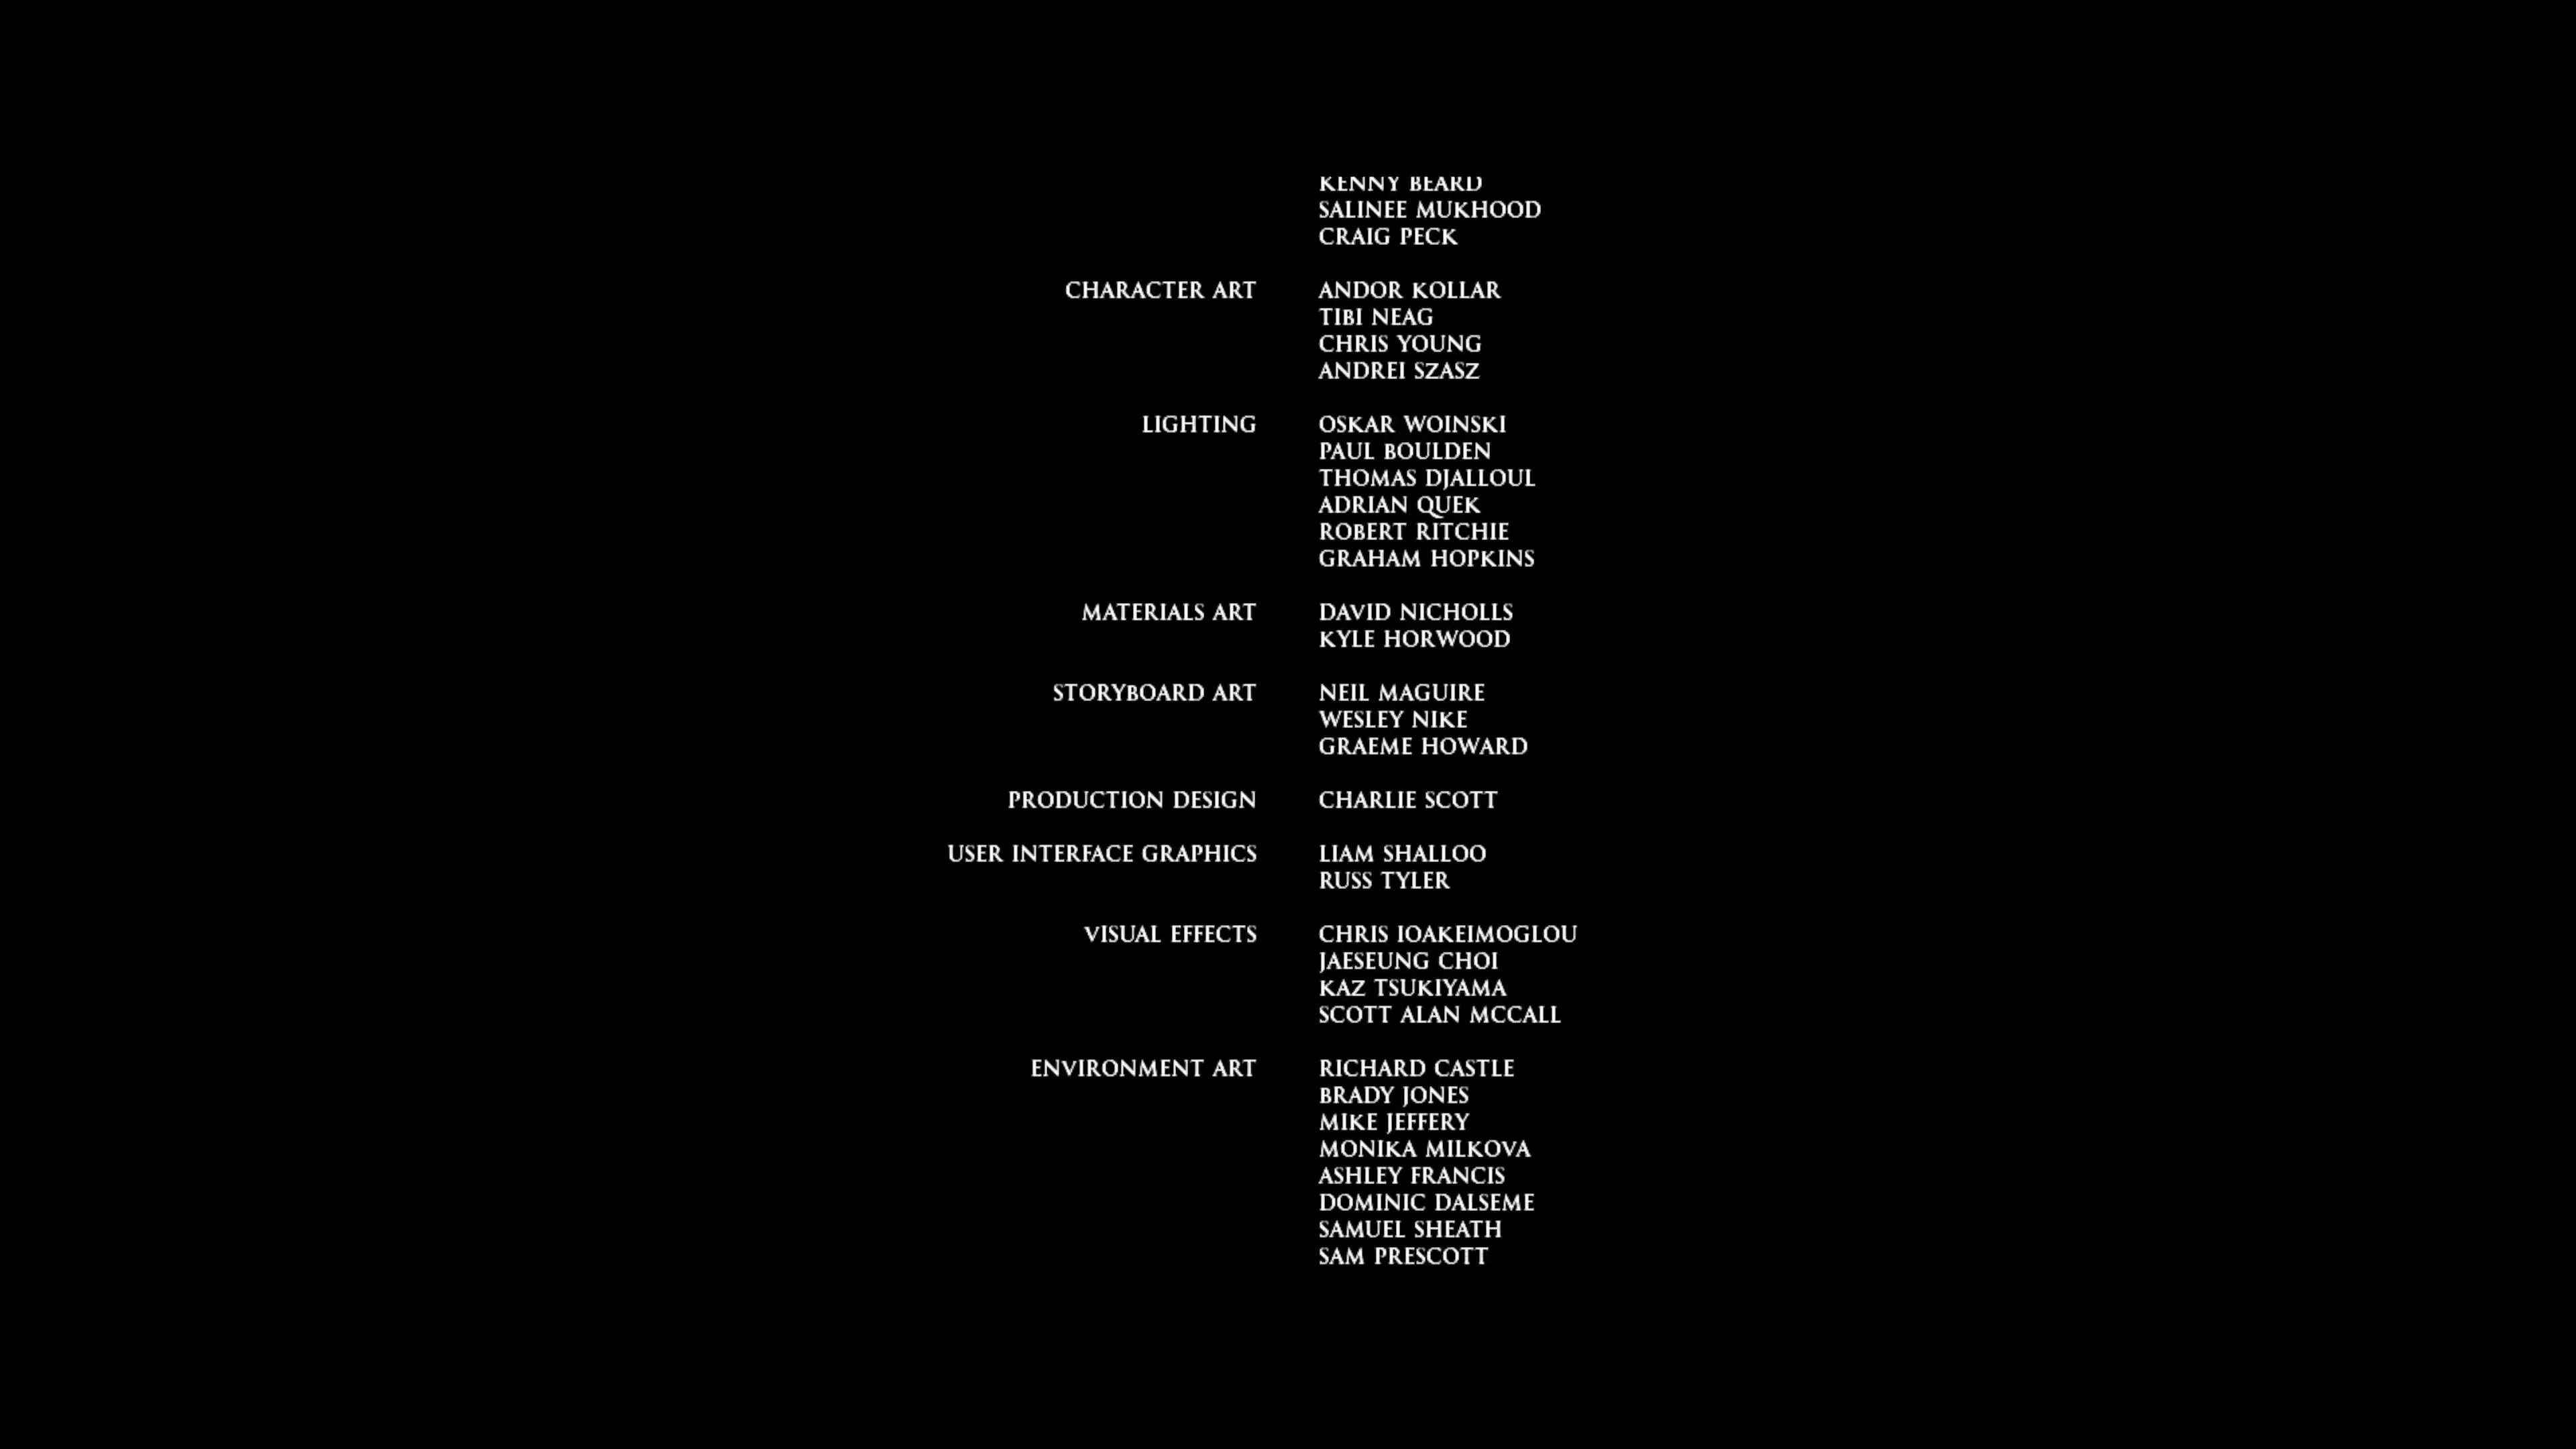 KENNY BEARD
SALINEE MUKHOOD
CRAIG PECK
CHARACTER ART ANDOR KOLLAR
TIBI NEAG
CHRIS YOUNG
ANDREI SZASZ
LIGHTING OSKAR WOINSKI
PAUL BOULDEN
THOMAS DJALLOUL
ADRIAN QUEK
ROBERT RITCHIE
GRAHAM HOPKINS
MATERIALS ART DAVID NICHOLLS
KYLE HORWOOD
STORYBOARD ART NEIL MAGUIRE
WESLEY NIKE
GRAEME HOWARD
PRODUCTION DESIGN CHARLIE SCOTT
USER INTERFACE GRAPHICS LIAM SHALLOO
RUSS TYLER
VISUAL EFFECTS CHRIS IOAKEIMOGLOU
JAESEUNG CHOI
KAZ TSUKIYAMA
SCOTT ALAN MCCALL
ENVIRONMENT ART RICHARD CASTLE
BRADY JONES
MIKE JEFFERY
MONIKA MILKOVA
ASHLEY FRANCIS
DOMINIC DALSEME
SAMUEL SHEATH
SAM PRESCOTT